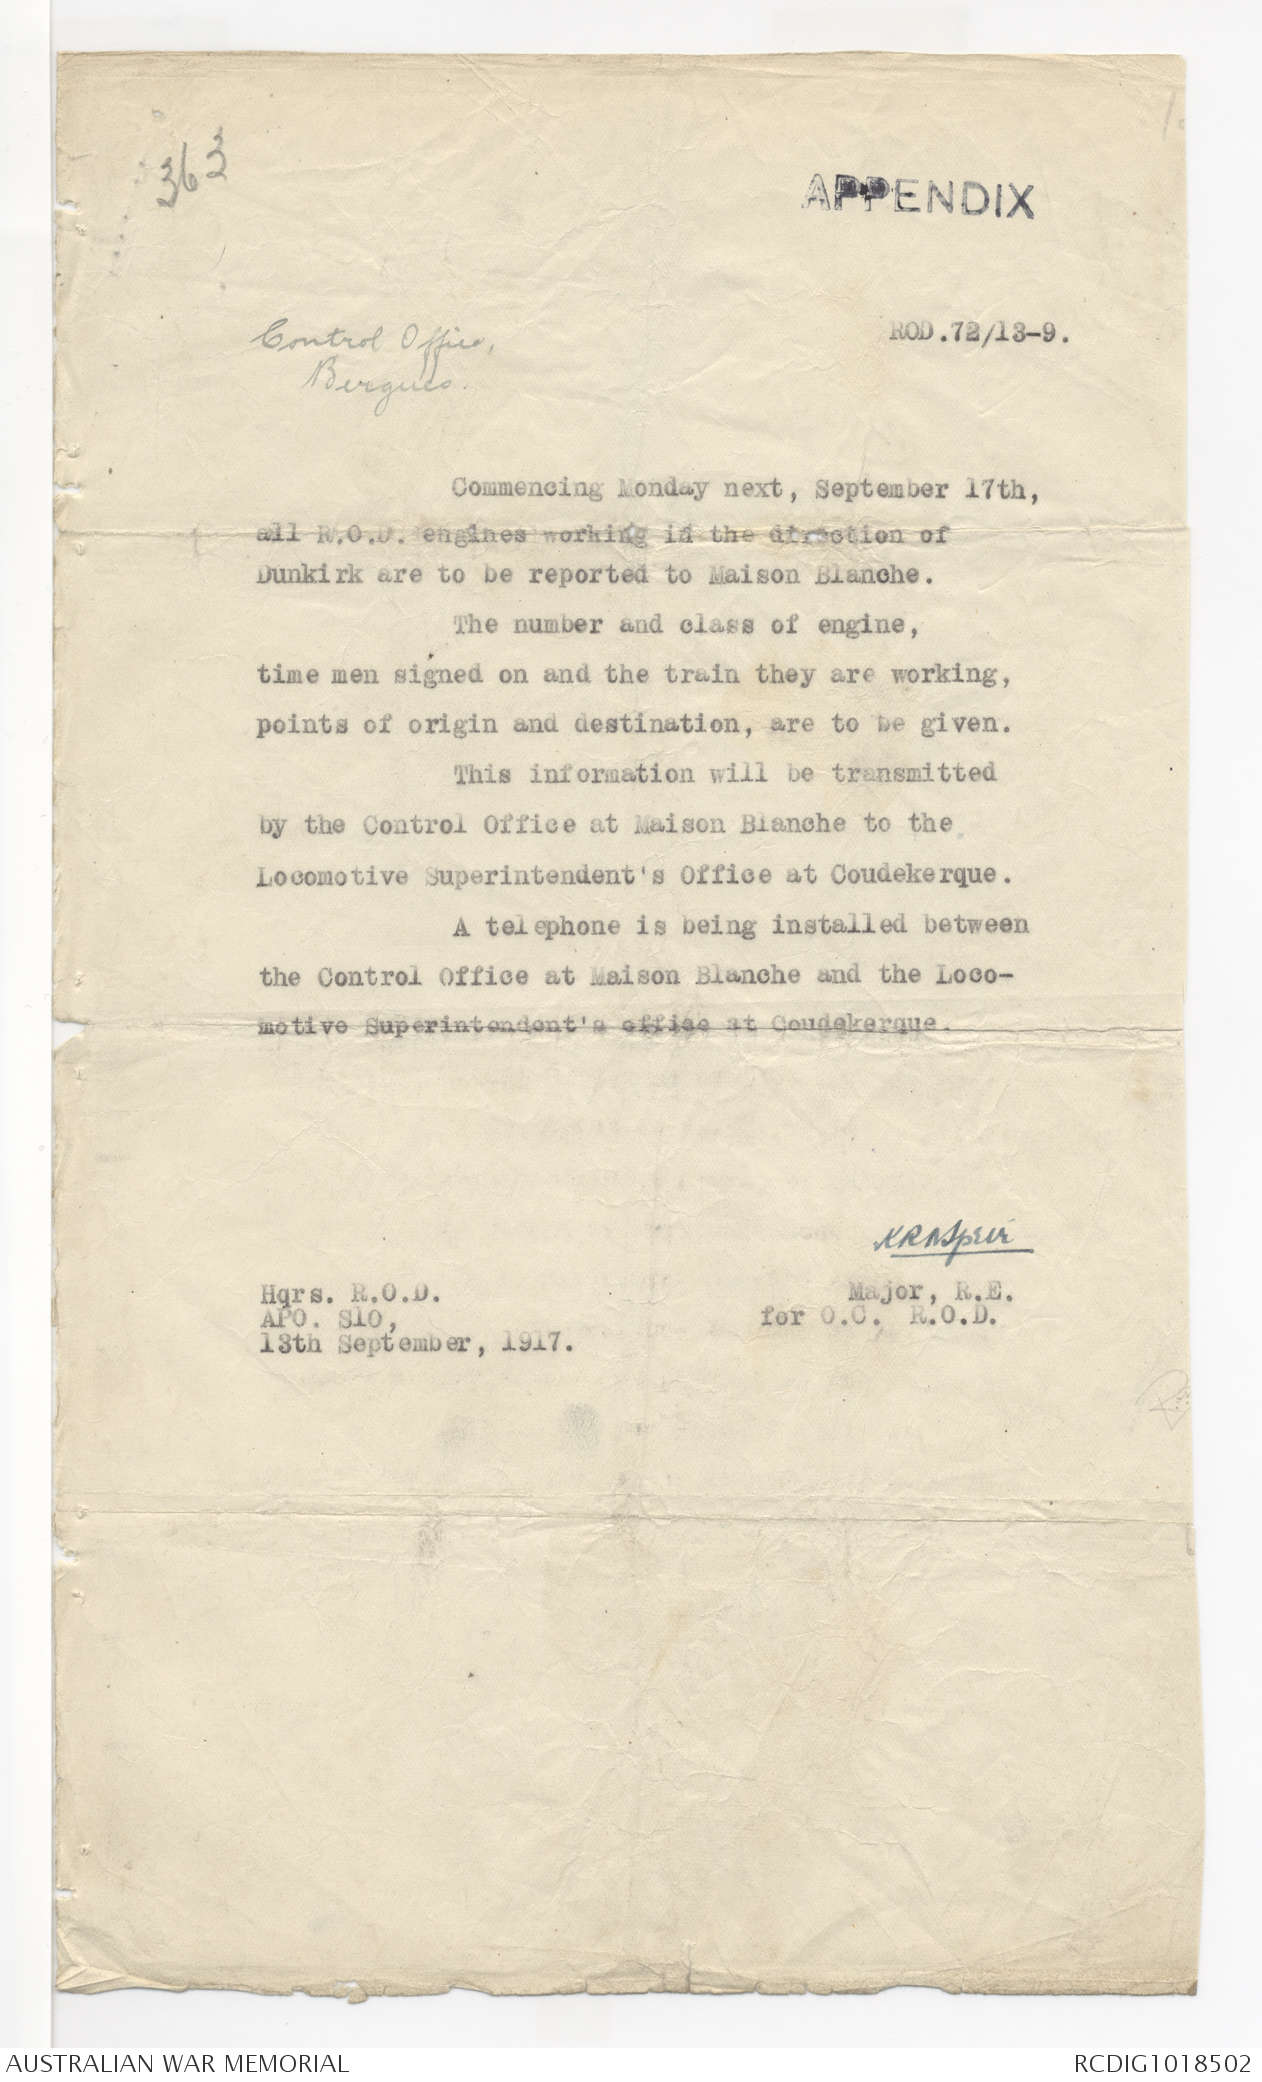 363
APPENDIX
Control Office,
Bergues.
ROD.72/13-9.
Commencing Monday next, September 17th,
all R.O.D. engines working in the direction of
Dunkirk are to be reported to Maison Blanche.
The number and class of engine,
time men signed on and the train they are working,
points of origin and destination, are to be given.
This information will be transmitted
by the Control Office at Maison Blanche to the
Locomotive Superintendent's Office at Coudekerque.
A telephone is being installed between
the Control Office at Maison Blanche and the Loco-
motive Superintendent's office at Coudekerque.
Major, R.E.
for O.C. R.O.D.
Hqrs. R.O.D.
APO. S10,
13th September, 1917.
AUSTRALIAN WAR MEMORIAL
RCDIG1018502